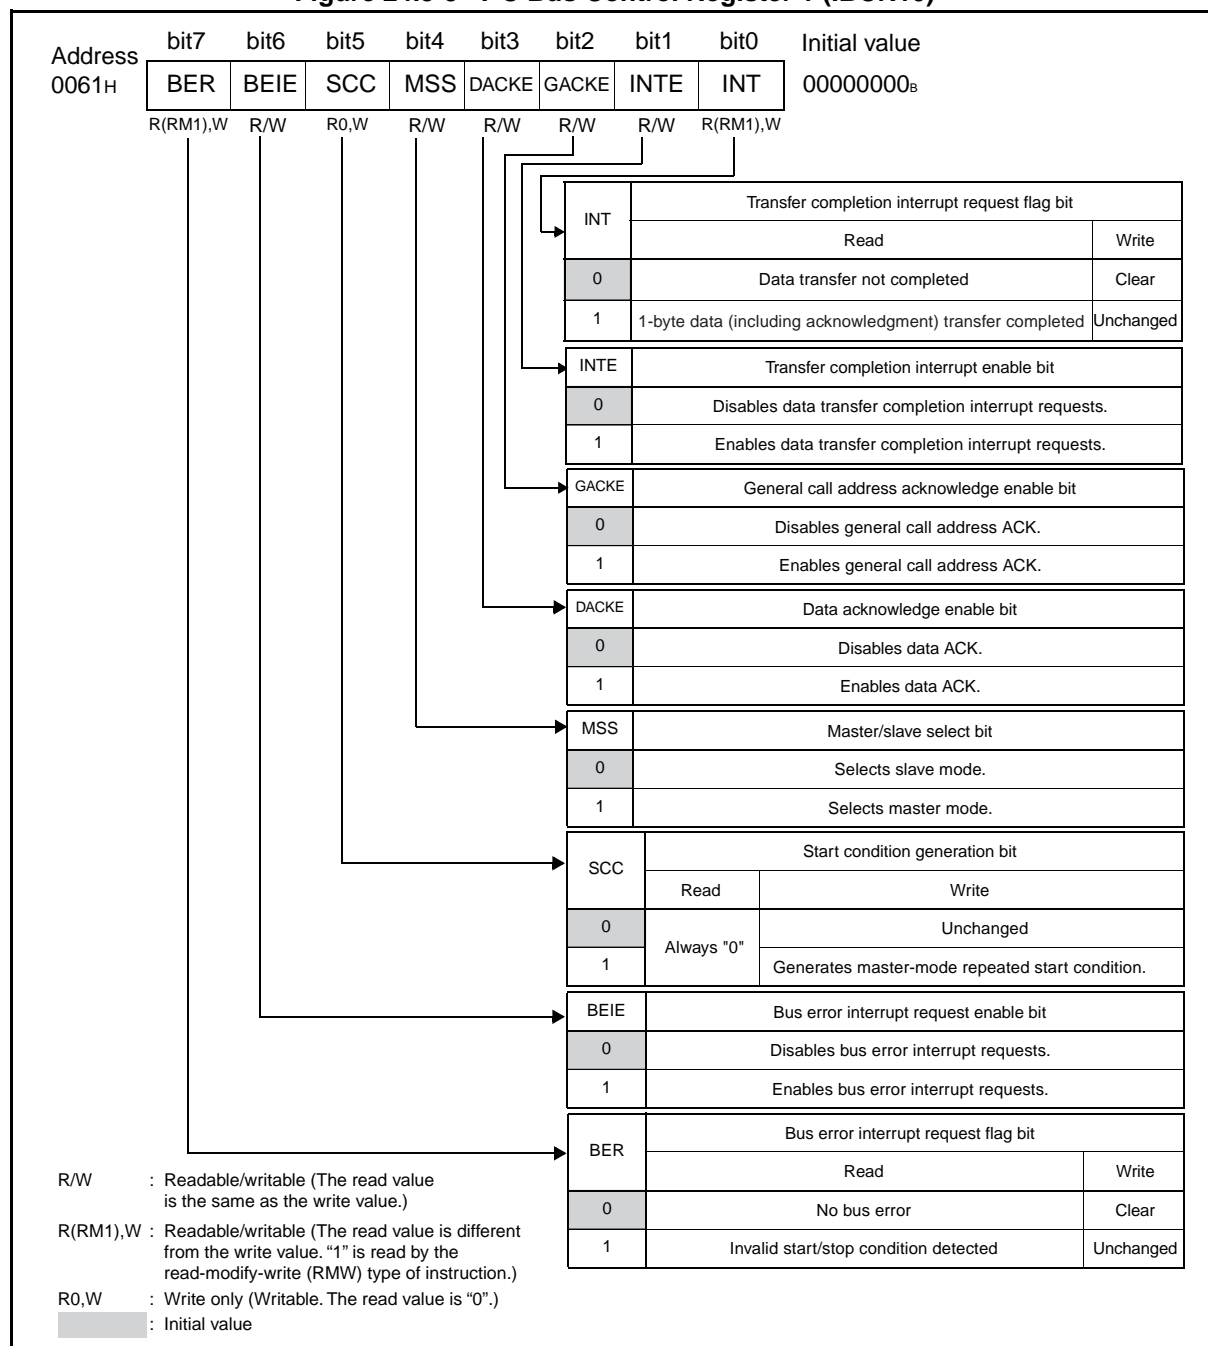 bit7 bit6 bit5 bit4 bit3 bit2 bit1 bit0 Initial value
Address
0061H BER BEIE SCC MSS DACKE GACKE INTE INT 00000000B
R(RM1),W R/W R0,W R/W R/W R/W R/W R(RM1),W
INT Transfer completion interrupt request flag bit
Read Write
0 Data transfer not completed Clear
1 1-byte data (including acknowledgment) transfer completed Unchanged
INTE Transfer completion interrupt enable bit
0 Disables data transfer completion interrupt requests.
1 Enables data transfer completion interrupt requests.
GACKE General call address acknowledge enable bit
0 Disables general call address ACK.
1 Enables general call address ACK.
DACKE Data acknowledge enable bit
0 Disables data ACK.
1 Enables data ACK.
MSS Master/slave select bit
0 Selects slave mode.
1 Selects master mode.
SCC Start condition generation bit
Read Write
0 Always "0" Unchanged
1 Generates master-mode repeated start condition.
BEIE Bus error interrupt request enable bit
0 Disables bus error interrupt requests.
1 Enables bus error interrupt requests.
BER Bus error interrupt request flag bit
Read Write
0 No bus error Clear
1 Invalid start/stop condition detected Unchanged
R/W : Readable/writable (The read value
is the same as the write value.)
R(RM1),W : Readable/writable (The read value is different
from the write value. “1” is read by the
read-modify-write (RMW) type of instruction.)
R0,W : Write only (Writable. The read value is “0”.)
: Initial value